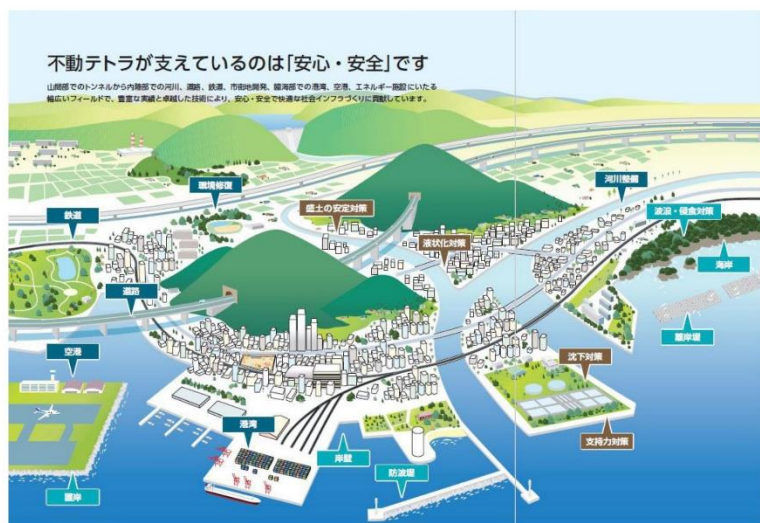 不動テトラが支えているのは「安心・安全」です
山間部でのトンネルから内陸部での河川、道路、鉄道、市街地開発、臨海部での港湾、空港、エネルギー施設にいたる
幅広いフィールドで、豊富な実績と卓越した技術により、安心・安全で快適な社会インフラづくりに貢献しています。
環境修復
河川整備
鉄道
盛土の安定対策
波浪・侵食対策
液状化対策
海岸
道路
離岸堤
空港
沈下対策
港湾
支持力対策
岸壁
防波堤
護岸